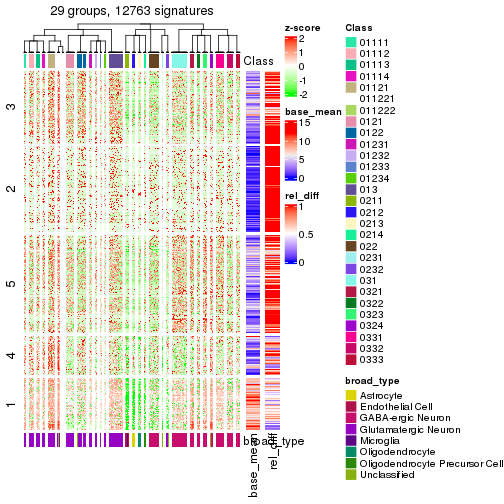 29 groups, 12763 signatures
Class
3
2
5
4
1
broad_type
base_mean
rel_diff
z-score
2
1
0
-1
-2
base_mean
15
10
5
0
rel_diff
1
0.5
0
Class
01111
01112
01113
01114
01121
011221
011222
0121
0122
01231
01232
01233
01234
013
0211
0212
0213
0214
022
0231
0232
031
0321
0322
0323
0324
0331
0332
0333
broad_type
Astrocyte
Endothelial Cell
GABA-ergic Neuron
Glutamatergic Neuron
Microglia
Oligodendrocyte
Oligodendrocyte Precursor Cell
Unclassified